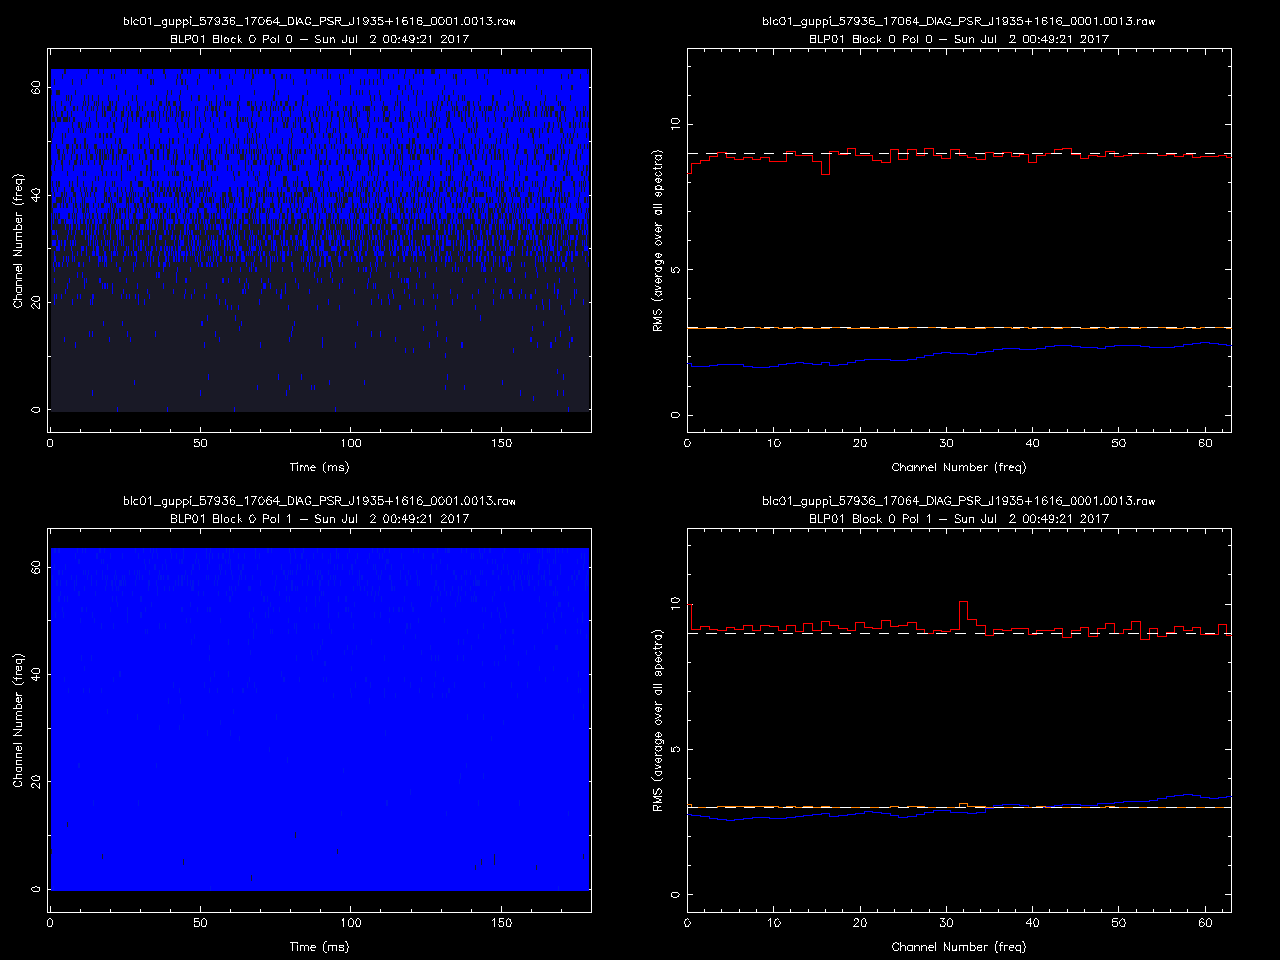 blc01_guppi_57936_17064_DIAG_PSR_J1935+1616_0001.0013.raw
BLP01 Block 0 Pol 0 – Sun Jul  2 00:49:21 2017
Channel Number (freq)
60
40
20
0
0 50 100 150
Time (ms)
blc01_guppi_57936_17064_DIAG_PSR_J1935+1616_0001.0013.raw
BLP01 Block 0 Pol 0 – Sun Jul  2 00:49:21 2017
RMS (average over all spectra)
10
5
0
0 10 20 30 40 50 60
Channel Number (freq)
blc01_guppi_57936_17064_DIAG_PSR_J1935+1616_0001.0013.raw
BLP01 Block 0 Pol 1 – Sun Jul  2 00:49:21 2017
Channel Number (freq)
60
40
20
0
0 50 100 150
Time (ms)
blc01_guppi_57936_17064_DIAG_PSR_J1935+1616_0001.0013.raw
BLP01 Block 0 Pol 1 – Sun Jul  2 00:49:21 2017
RMS (average over all spectra)
10
5
0
0 10 20 30 40 50 60
Channel Number (freq)